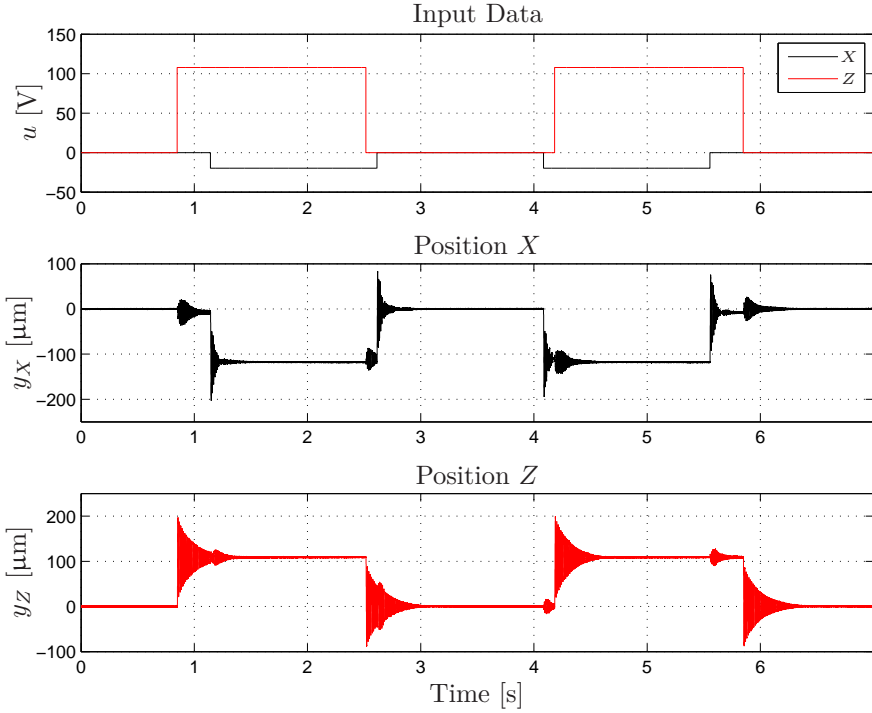 Input Data
150
100
50
0
−50
u [V]
X
Z
0 1 2 3 4 5 6
Position X
100
0
−100
−200
y_X [µm]
0 1 2 3 4 5 6
Position Z
200
100
0
−100
y_Z [µm]
0 1 2 3 4 5 6
Time [s]